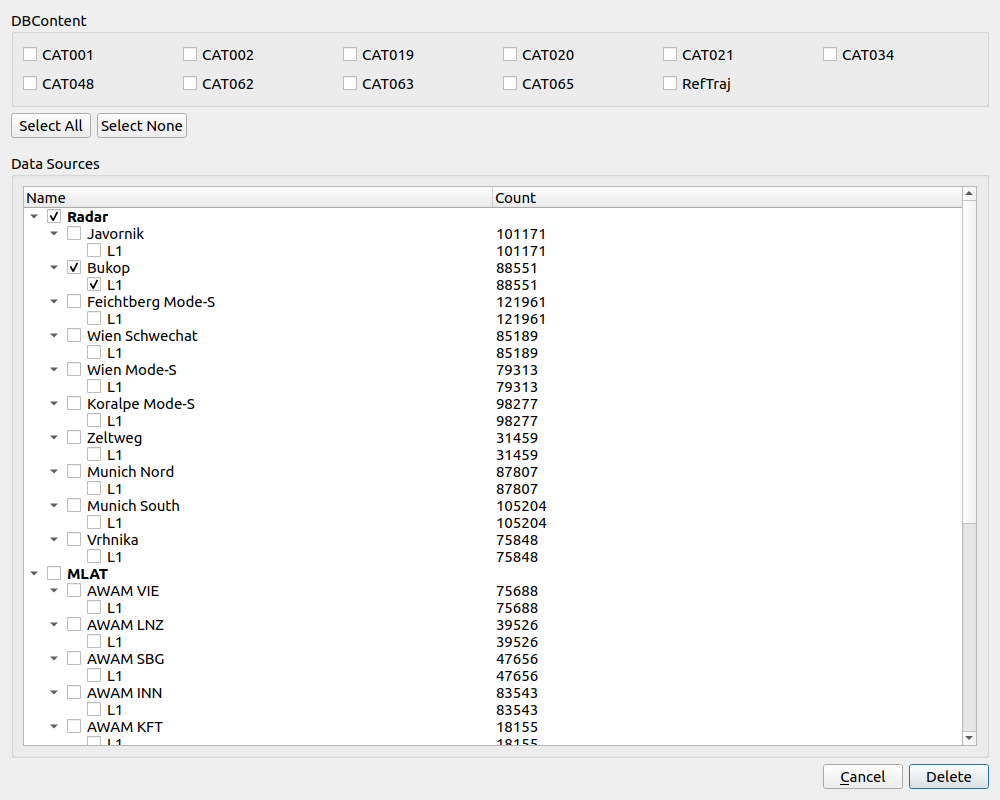 DBContent
CAT001 CAT002 CAT019 CAT020 CAT021 CAT034
CAT048 CAT062 CAT063 CAT065 RefTraj
Select All Select None
Data Sources
Name Count
Radar
Javornik 101171
L1 101171
Bukop 88551
L1 88551
Feichtberg Mode-S 121961
L1 121961
Wien Schwechat 85189
L1 85189
Wien Mode-S 79313
L1 79313
Koralpe Mode-S 98277
L1 98277
Zeltweg 31459
L1 31459
Munich Nord 87807
L1 87807
Munich South 105204
L1 105204
Vrhnika 75848
L1 75848
MLAT
AWAM VIE 75688
L1 75688
AWAM LNZ 39526
L1 39526
AWAM SBG 47656
L1 47656
AWAM INN 83543
L1 83543
AWAM KFT 18155
L1 18155
Cancel Delete